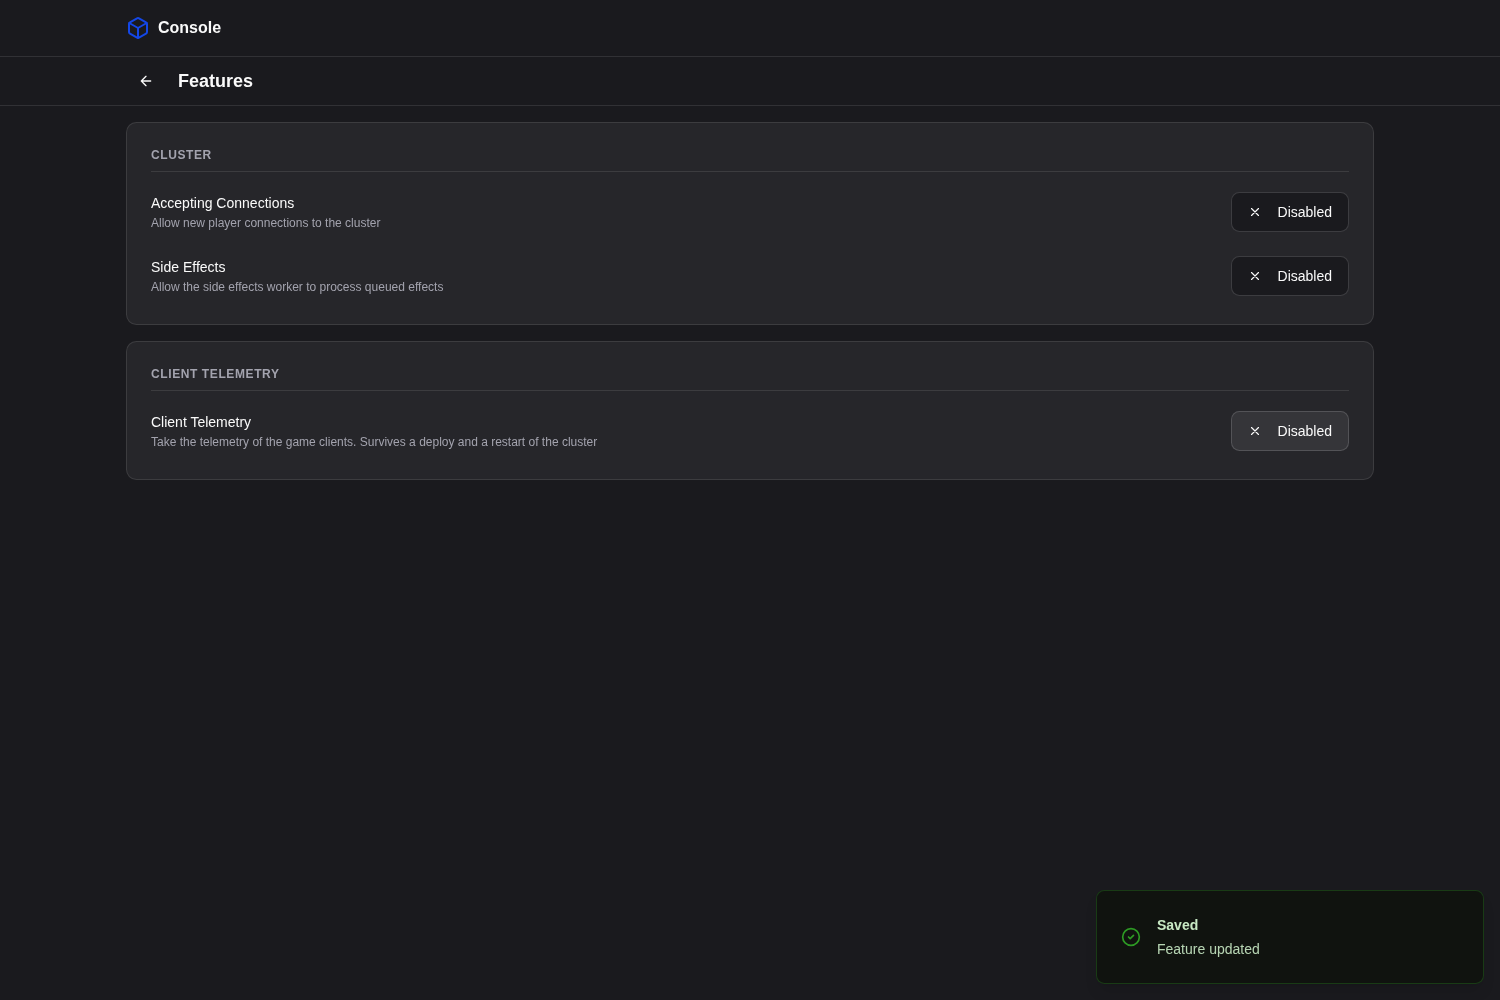 Console
Features
CLUSTER
Accepting Connections
Allow new player connections to the cluster
Disabled
Side Effects
Allow the side effects worker to process queued effects
Disabled
CLIENT TELEMETRY
Client Telemetry
Take the telemetry of the game clients. Survives a deploy and a restart of the cluster
Disabled
Saved
Feature updated